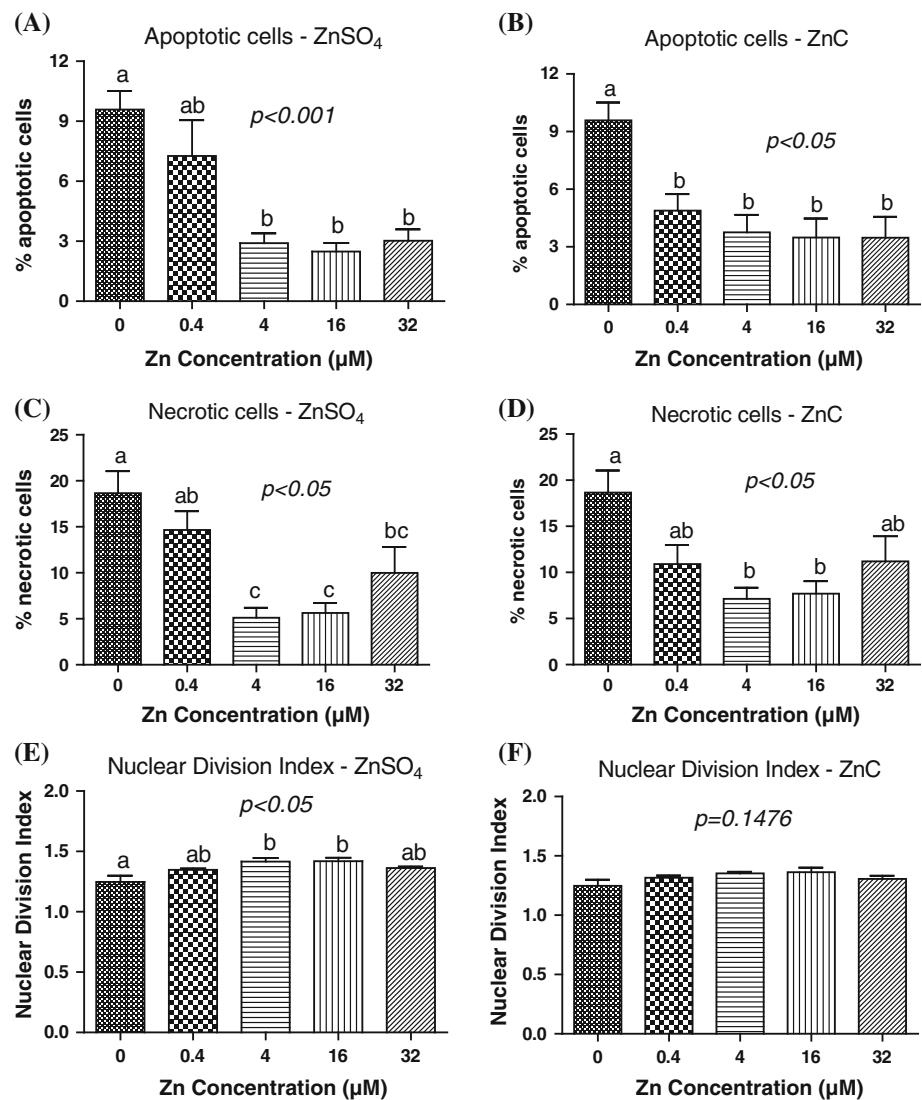 (A)
Apoptotic cells - ZnSO4
% apoptotic cells
12
9
6
3
0
a
ab
p<0.001
b
b
b
0
0.4
4
16
32
Zn Concentration (µM)
(B)
Apoptotic cells - ZnC
% apoptotic cells
12
9
6
3
0
a
p<0.05
b
b
b
b
0
0.4
4
16
32
Zn Concentration (µM)
(C)
Necrotic cells - ZnSO4
% necrotic cells
25
20
15
10
5
0
a
ab
p<0.05
c
c
bc
0
0.4
4
16
32
Zn Concentration (µM)
(D)
Necrotic cells - ZnC
% necrotic cells
25
20
15
10
5
0
a
ab
p<0.05
b
b
ab
0
0.4
4
16
32
Zn Concentration (µM)
(E)
Nuclear Division Index - ZnSO4
Nuclear Division Index
2.0
1.5
1.0
0.5
0.0
p<0.05
a
ab
b
b
ab
0
0.4
4
16
32
Zn Concentration (µM)
(F)
Nuclear Division Index - ZnC
Nuclear Division Index
2.0
1.5
1.0
0.5
0.0
p=0.1476
0
0.4
4
16
32
Zn Concentration (µM)